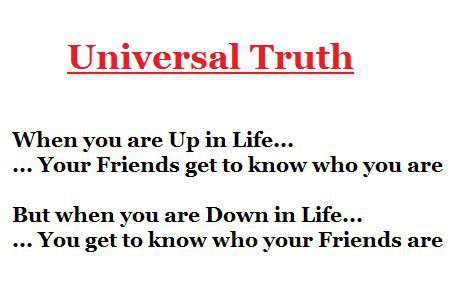 Universal Truth
When you are Up in Life...
... Your Friends get to know who you are
But when you are Down in Life...
... You get to know who your Friends are